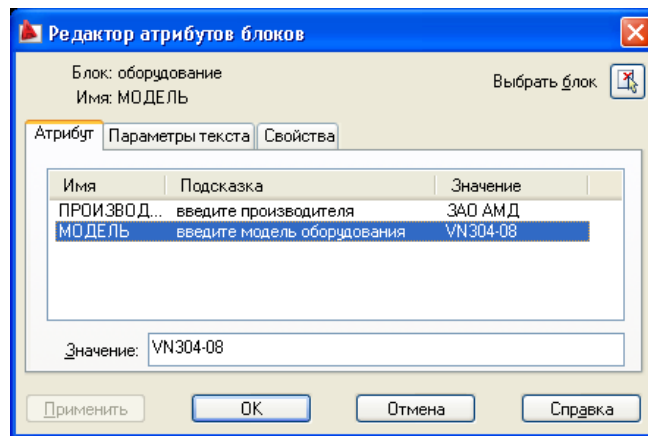 Редактор атрибутов блоков
Блок: оборудование
Выбрать блок
Имя: МОДЕЛЬ
Атрибут Параметры текста Свойства
Имя Подсказка Значение
ПРОИЗВОД... введите производителя ЗАО АМД
МОДЕЛЬ введите модель оборудования VN304-08
Значение: VN304-08
Применить ОК Отмена Справка